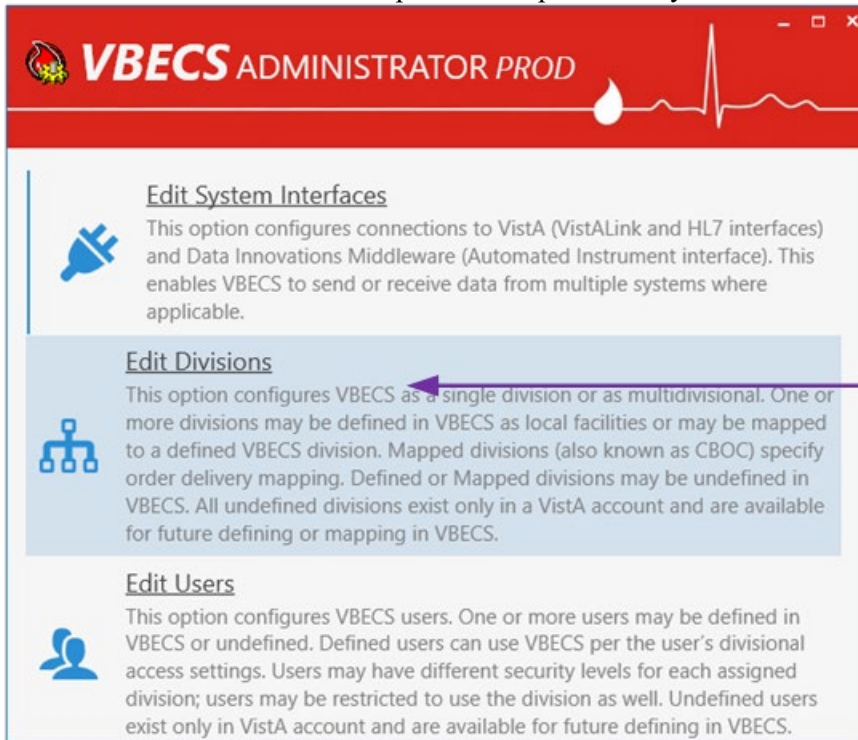 VBECS ADMINISTRATOR PROD
Edit System Interfaces
This option configures connections to VistA (VistALink and HL7 interfaces)
and Data Innovations Middleware (Automated Instrument interface). This
enables VBECS to send or receive data from multiple systems where
applicable.
Edit Divisions
This option configures VBECS as a single division or as multidivisional. One or
more divisions may be defined in VBECS as local facilities or may be mapped
to a defined VBECS division. Mapped divisions (also known as CBOC) specify
order delivery mapping. Defined or Mapped divisions may be undefined in
VBECS. All undefined divisions exist only in a VistA account and are available
for future defining or mapping in VBECS.
Edit Users
This option configures VBECS users. One or more users may be defined in
VBECS or undefined. Defined users can use VBECS per the user's divisional
access settings. Users may have different security levels for each assigned
division; users may be restricted to use the division as well. Undefined users
exist only in VistA account and are available for future defining in VBECS.